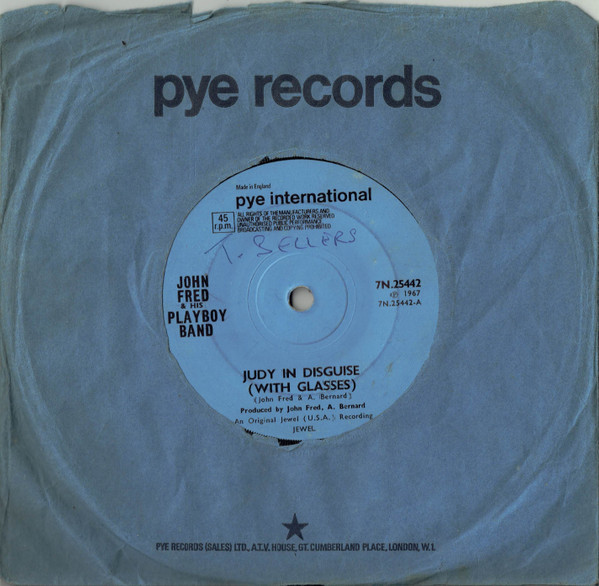 pye records
Made in England
pye international
45
r.p.m.
ALL RIGHTS OF THE MANUFACTURERS AND
OWNER OF THE RECORDED WORK RESERVED
UNAUTHORISED PUBLIC PERFORMANCE
BROADCASTING AND COPYING PROHIBITED
T. SELLERS
JOHN
FRED
& HIS
PLAYBOY
BAND
7N.25442
℗ 1967
7N.25442-A
JUDY IN DISGUISE
(WITH GLASSES)
(John Fred & A. Bernard)
Produced by John Fred, A. Bernard
An Original Jewel (U.S.A.) Recording
JEWEL
PYE RECORDS (SALES) LTD., A.T.V. HOUSE, GT. CUMBERLAND PLACE, LONDON, W.1.